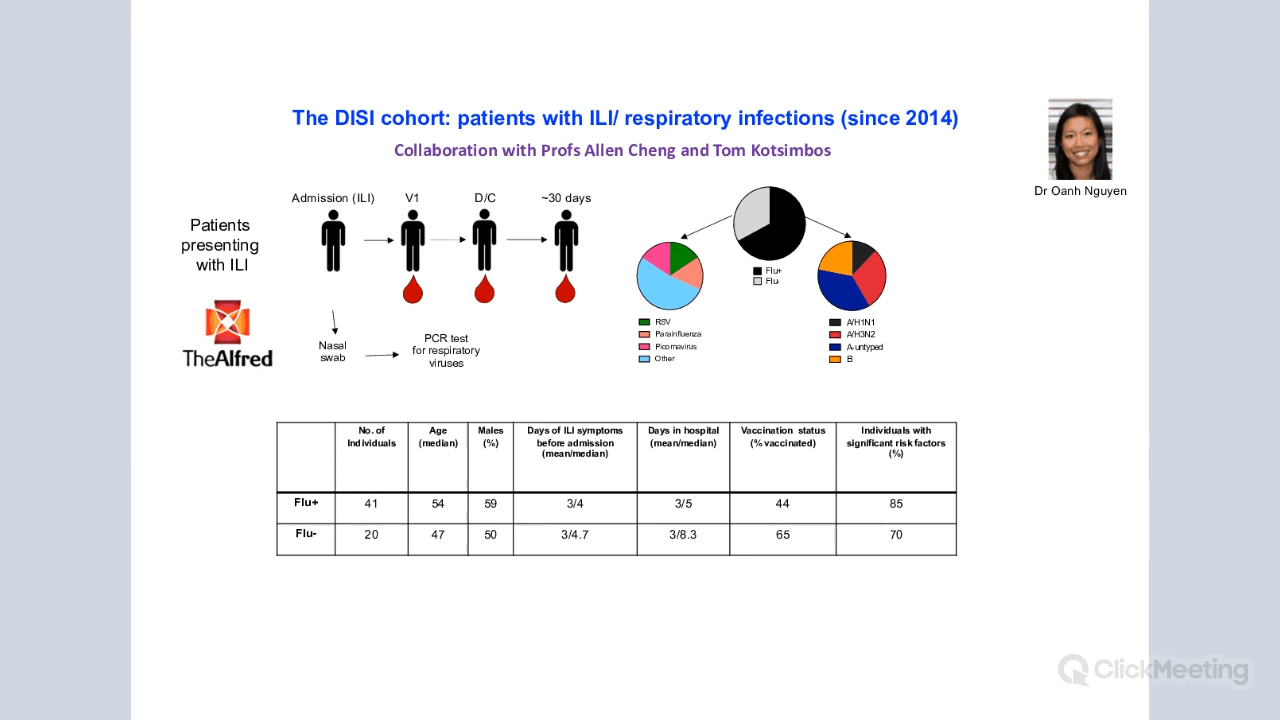 The DISI cohort: patients with ILI/ respiratory infections (since 2014)
Collaboration with Profs Allen Cheng and Tom Kotsimbos
Dr Oanh Nguyen
Patients
presenting
with ILI
TheAlfred
Admission (ILI)
V1
D/C
~30 days
Nasal
swab
PCR test
for respiratory
viruses
Flu+
Flu-
RSV
Parainfluenza
Picornavirus
Other
A/H1N1
A/H3N2
A-untyped
B
No. of
Individuals
Age
(median)
Males
(%)
Days of ILI symptoms
before admission
(mean/median)
Days in hospital
(mean/median)
Vaccination status
(% vaccinated)
Individuals with
significant risk factors
(%)
Flu+ 41 54 59 3/4 3/5 44 85
Flu- 20 47 50 3/4.7 3/8.3 65 70
ClickMeeting